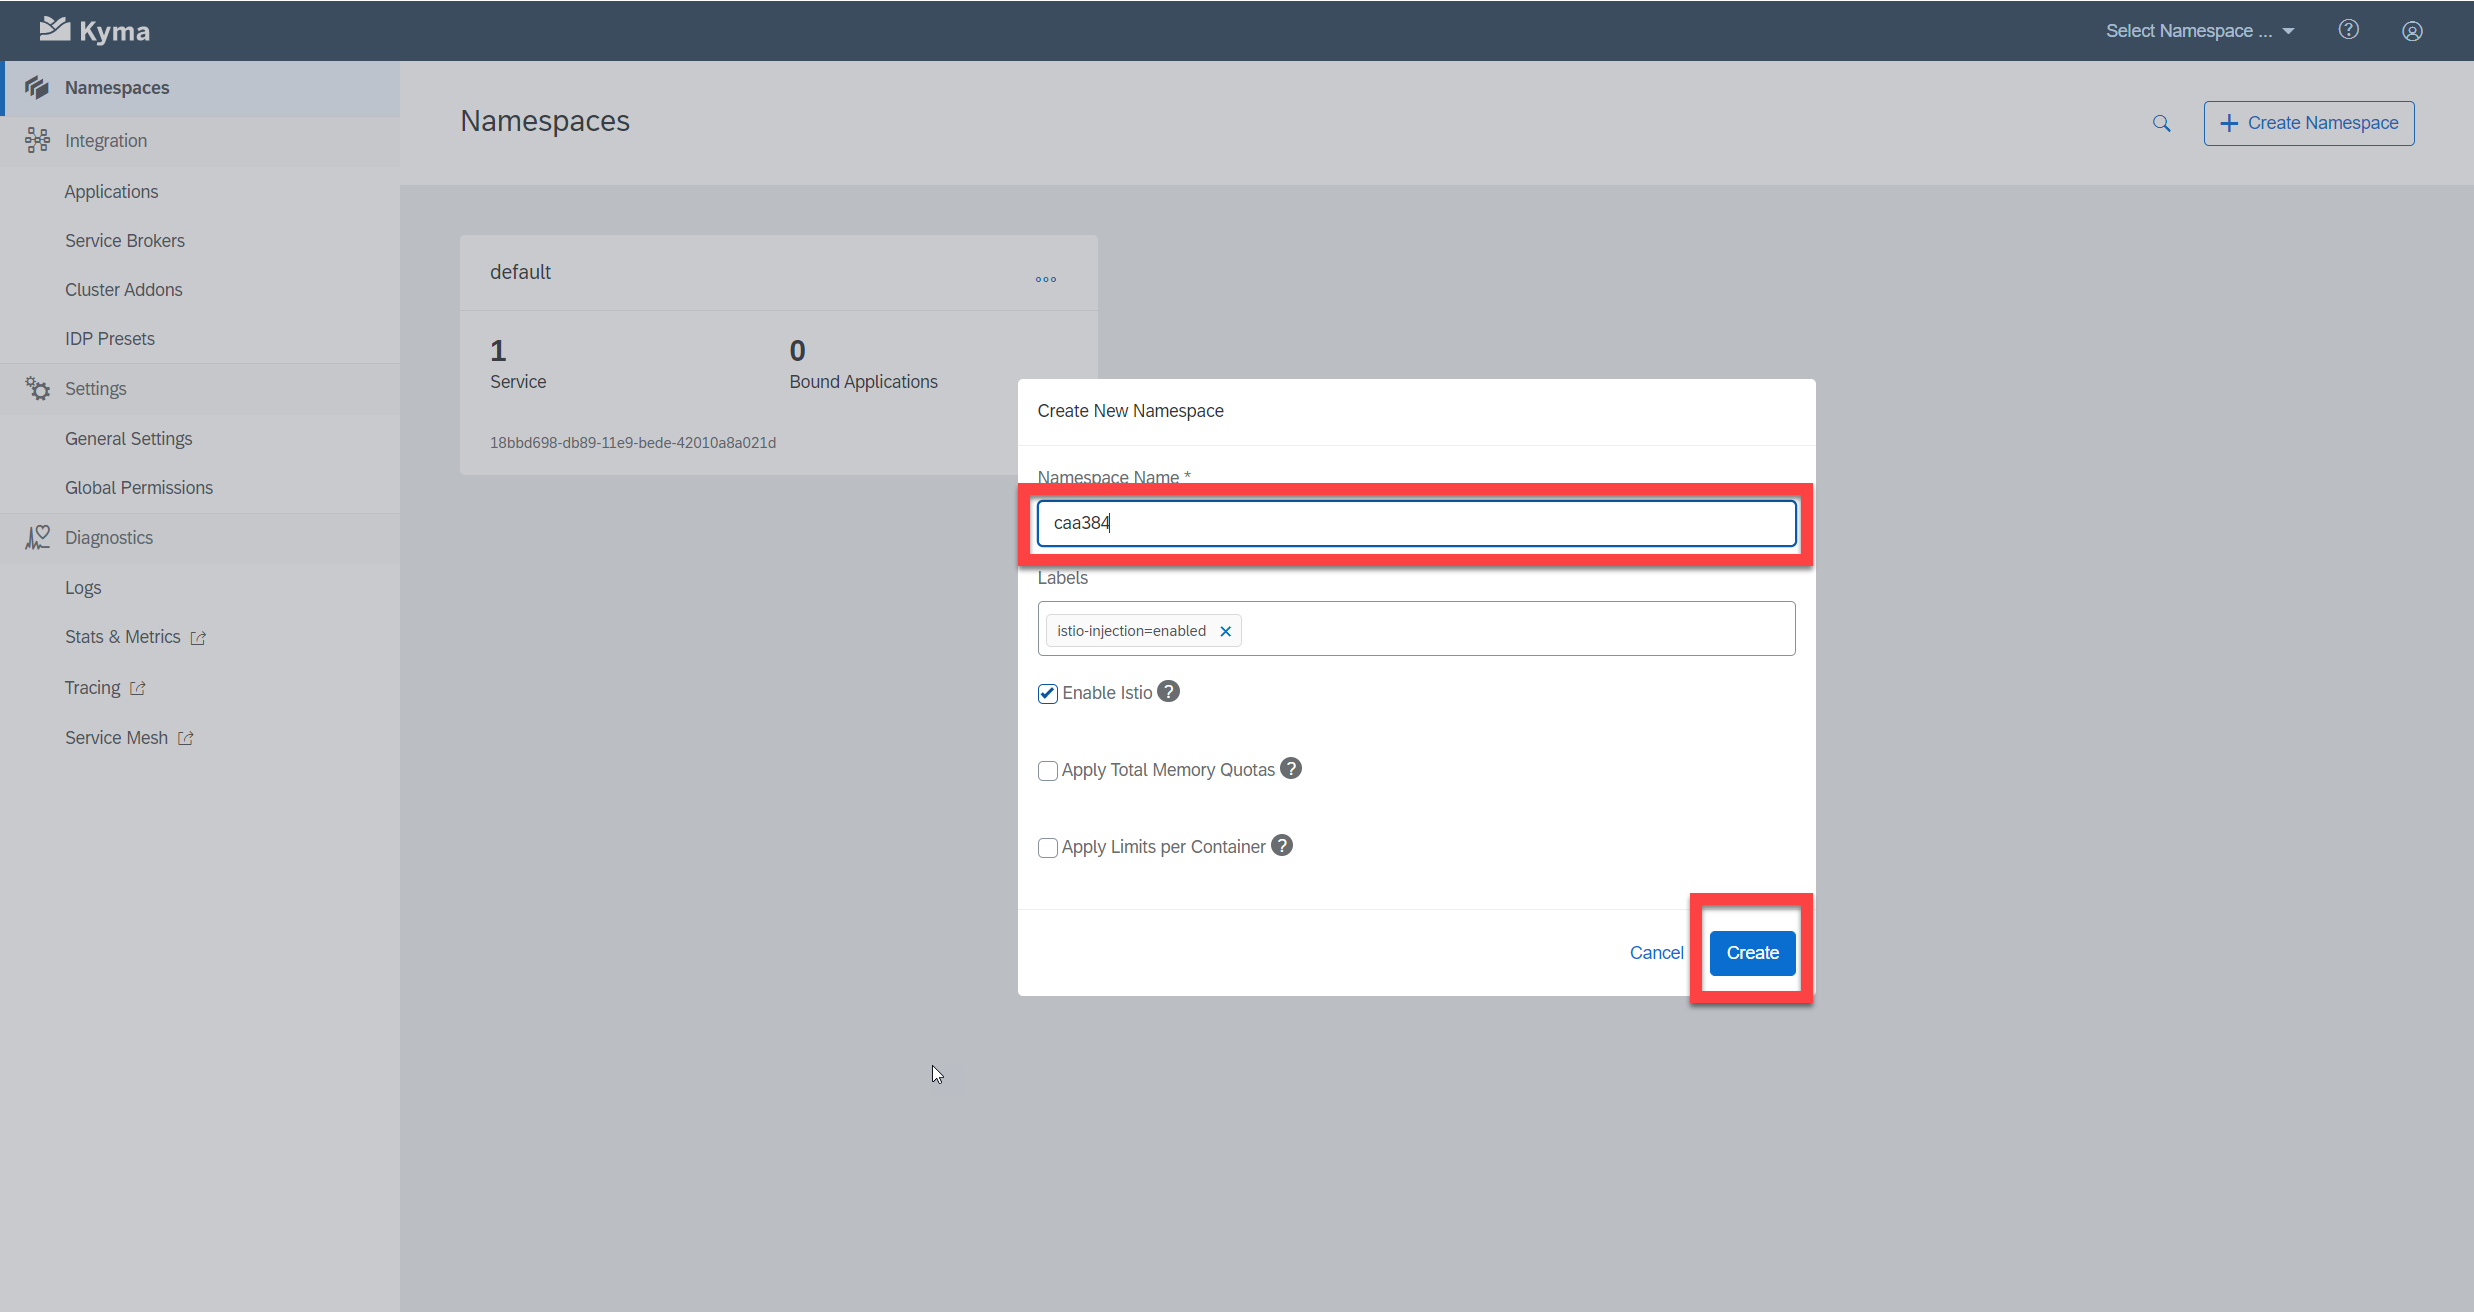 Kyma
Select Namespace ...
Namespaces
Integration
Applications
Service Brokers
Cluster Addons
IDP Presets
Settings
General Settings
Global Permissions
Diagnostics
Logs
Stats & Metrics
Tracing
Service Mesh
Namespaces
Create Namespace
default
1
Service
0
Bound Applications
18bbd698-db89-11e9-bede-42010a8a021d
Create New Namespace
Namespace Name *
caa384
Labels
istio-injection=enabled
Enable Istio
Apply Total Memory Quotas
Apply Limits per Container
Cancel
Create